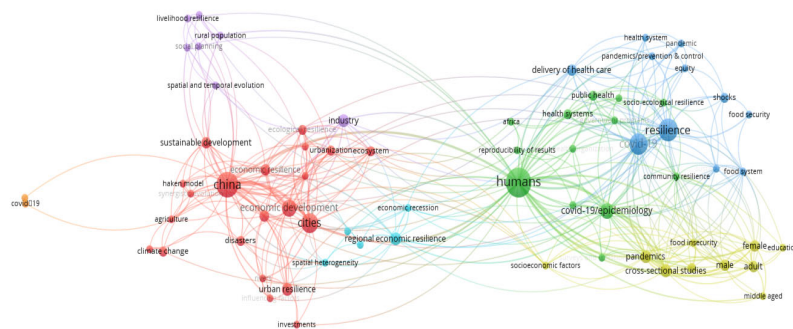 livelihood resilience
rural population
social planning
spatial and temporal evolution
industry
ecological resilience
sustainable development
urbanization
ecosystem
economic resilience
haken model
china
covid-19
economic development
agriculture
cities
climate change
disasters
urban resilience
investments
economic recession
regional economic resilience
spatial heterogeneity
health system
pandemic
pandemics/prevention & control
delivery of health care
equity
public health
socio-ecological resilience
shocks
africa
health systems
food security
resilience
covid-19
reproducibility of results
humans
community resilience
food system
covid-19/epidemiology
food insecurity
female
educatio
pandemics
male
adult
socioeconomic factors
cross-sectional studies
middle aged